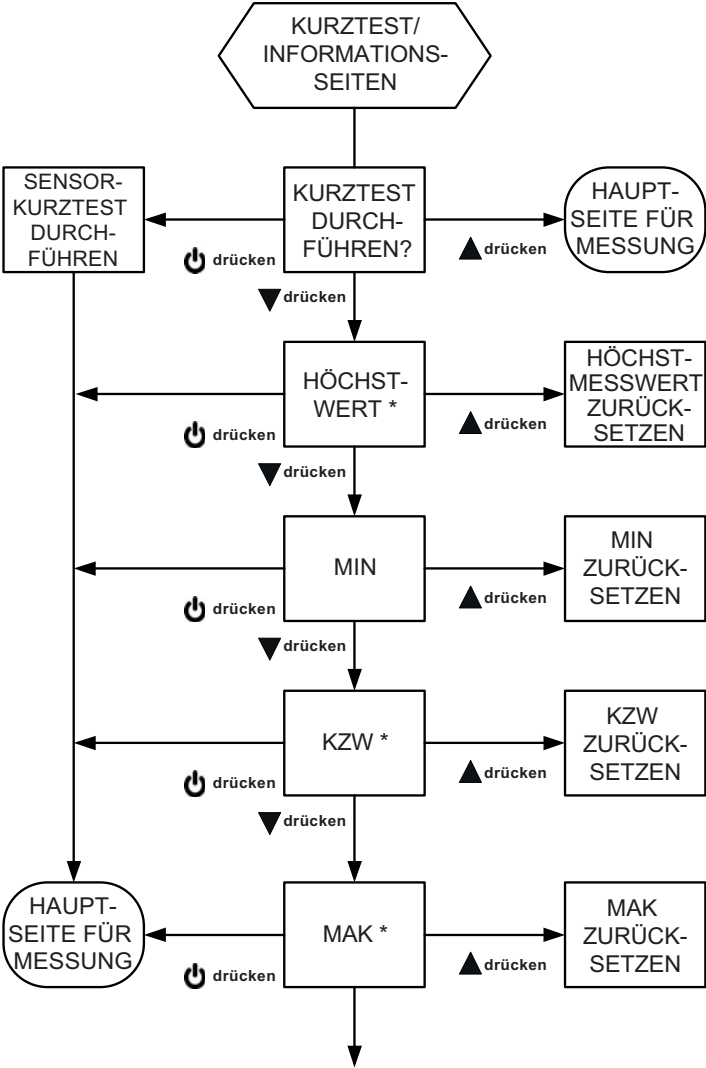 KURZTEST/
INFORMATIONS-
SEITEN
SENSOR-
KURZTEST
DURCH-
FÜHREN
KURZTEST
DURCH-
FÜHREN?
HAUPT-
SEITE FÜR
MESSUNG
drücken
drücken
drücken
HÖCHST-
WERT *
HÖCHST-
MESSWERT
ZURÜCK-
SETZEN
drücken
drücken
drücken
MIN
MIN
ZURÜCK-
SETZEN
drücken
drücken
drücken
KZW *
KZW
ZURÜCK-
SETZEN
drücken
drücken
drücken
HAUPT-
SEITE FÜR
MESSUNG
MAK *
MAK
ZURÜCK-
SETZEN
drücken
drücken